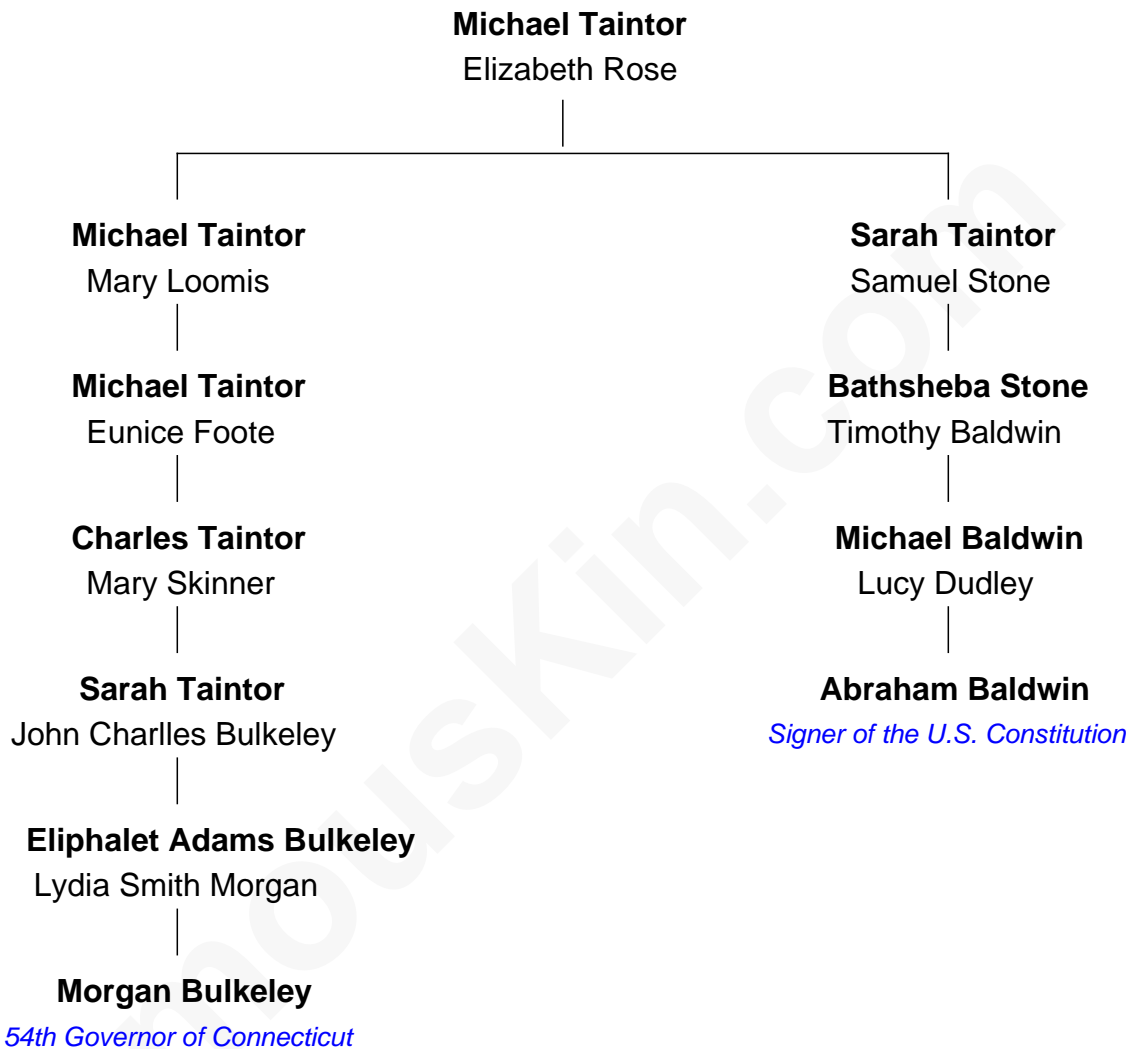 Michael Taintor
Elizabeth Rose
Michael Taintor
Mary Loomis
Sarah Taintor
Samuel Stone
Michael Taintor
Eunice Foote
Bathsheba Stone
Timothy Baldwin
Charles Taintor
Mary Skinner
Michael Baldwin
Lucy Dudley
Sarah Taintor
John Charlles Bulkeley
Abraham Baldwin
Signer of the U.S. Constitution
Eliphalet Adams Bulkeley
Lydia Smith Morgan
Morgan Bulkeley
54th Governor of Connecticut
mousKin.com